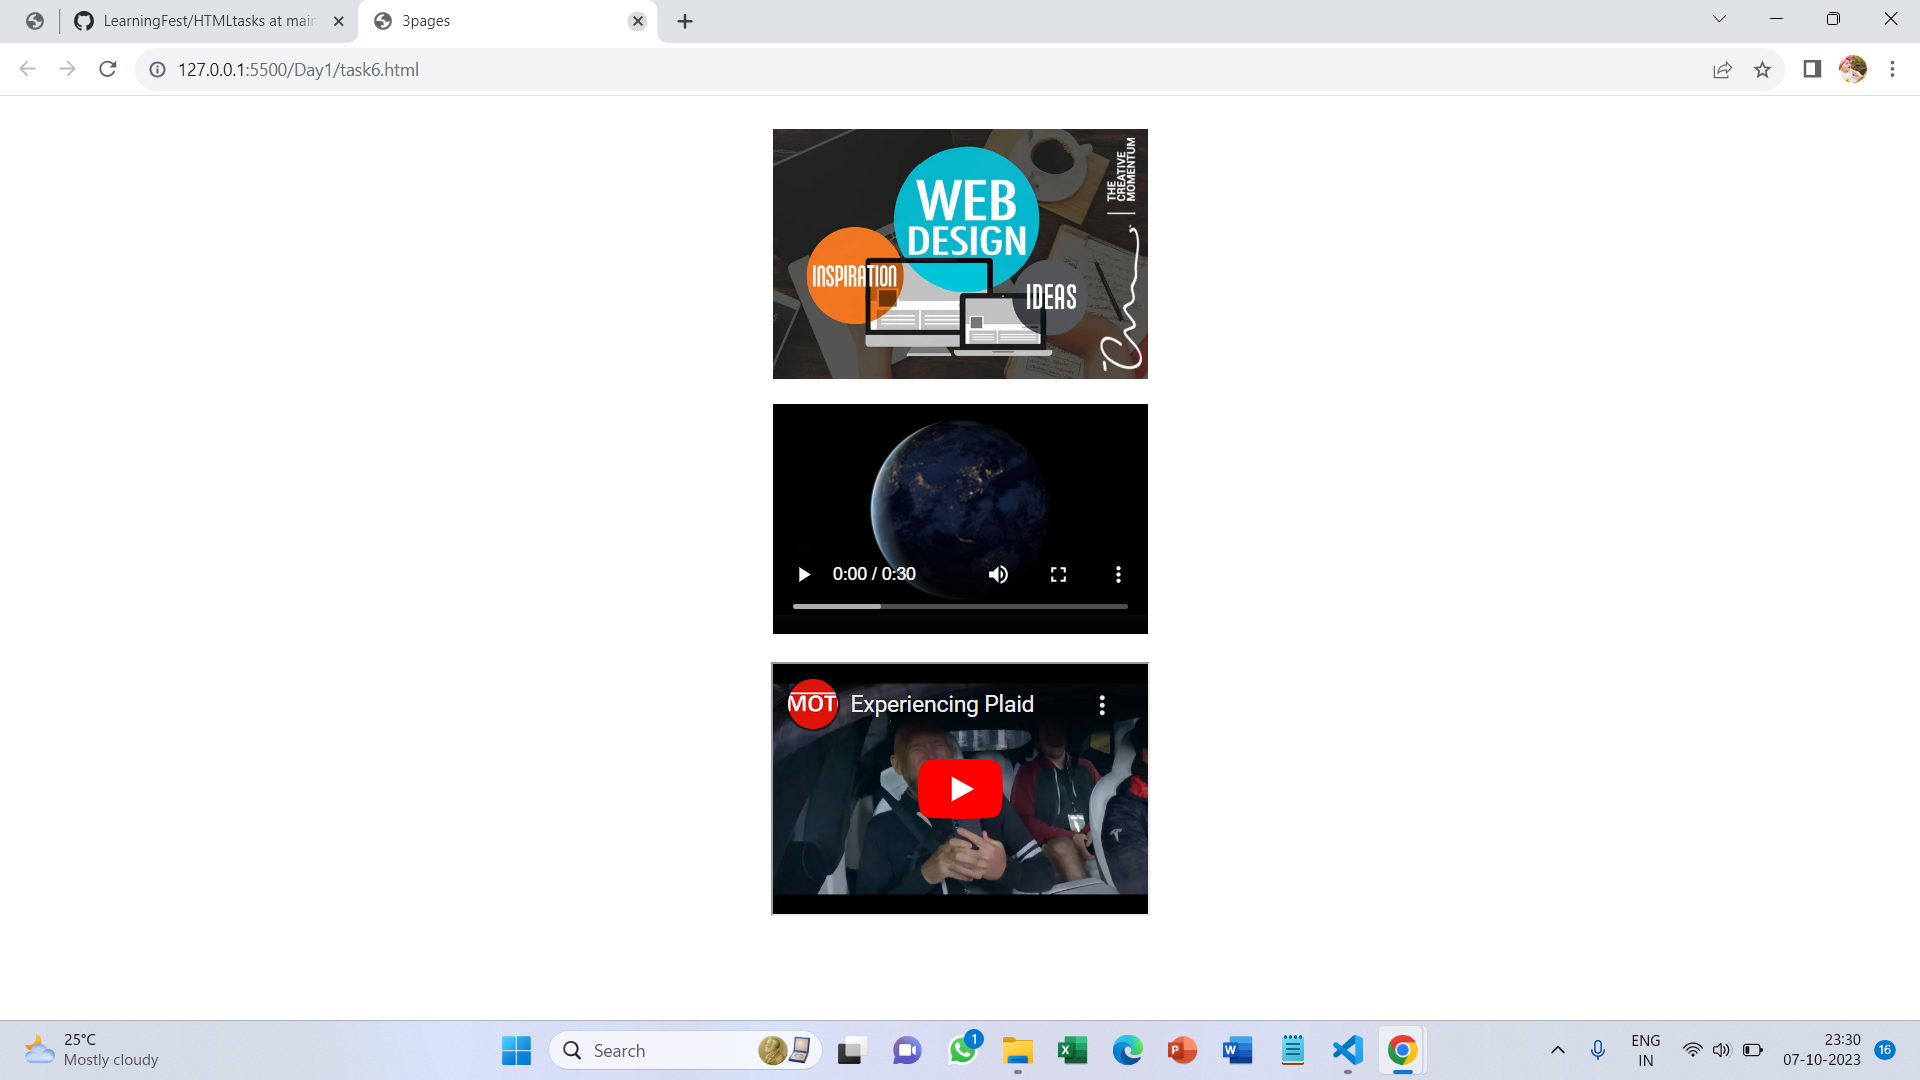 LearningFest/HTMLtasks at main
3pages
127.0.0.1:5500/Day1/task6.html
WEB
DESIGN
INSPIRATION
IDEAS
THE
CREATIVE
MOMENTUM
0:00 / 0:30
MOT
Experiencing Plaid
25°C
Mostly cloudy
Search
1
ENG
IN
23:30
07-10-2023
16